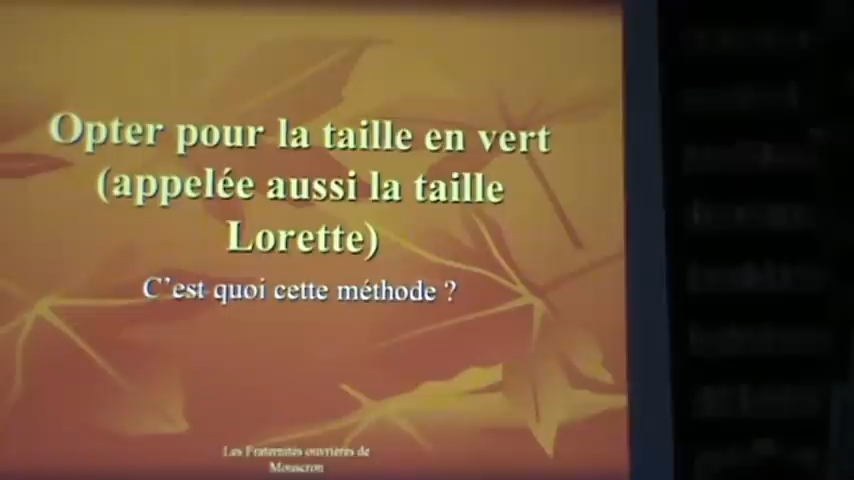 Opter pour la taille en vert
(appelée aussi la taille
Lorette)
C'est quoi cette méthode ?
Les Fraternités ouvrières de
Mouscron